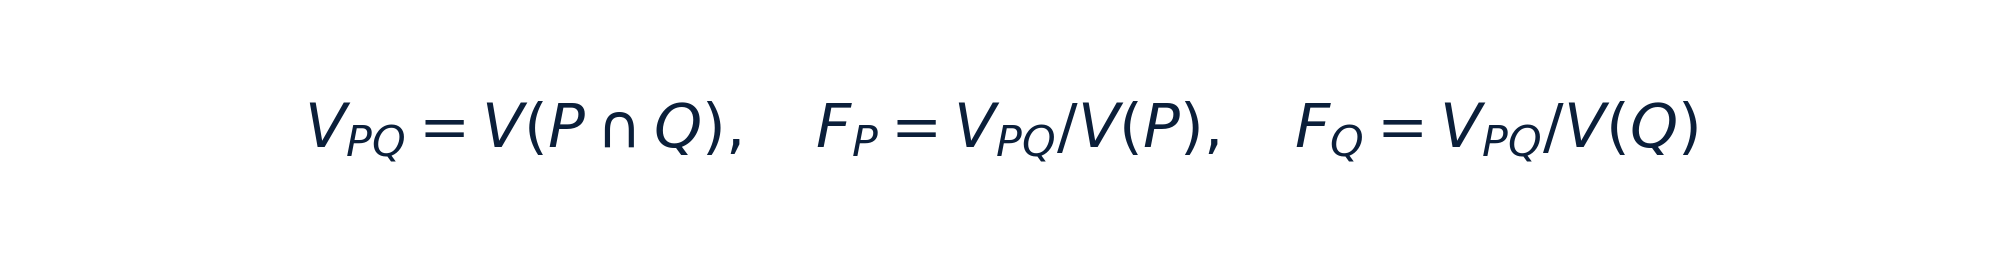 V_{PQ} = V(P ∩ Q),   F_P = V_{PQ}/V(P),   F_Q = V_{PQ}/V(Q)